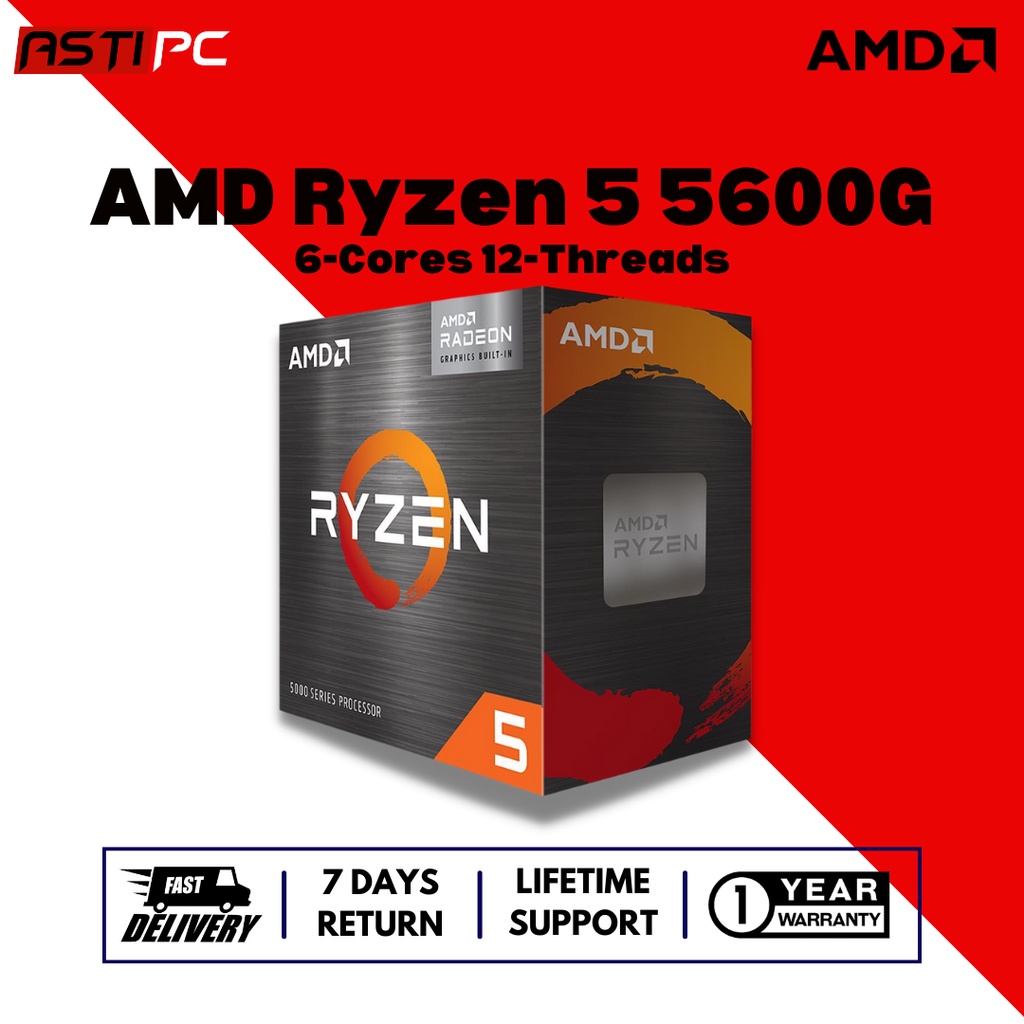 ASTI PC
AMD
AMD Ryzen 5 5600G
6-Cores 12-Threads
AMD
AMD
RADEON
GRAPHICS BUILT-IN
RYZEN
5000 SERIES PROCESSOR
5
AMD
AMD
RYZEN
FAST
DELIVERY
7 DAYS
RETURN
LIFETIME
SUPPORT
1 YEAR
WARRANTY